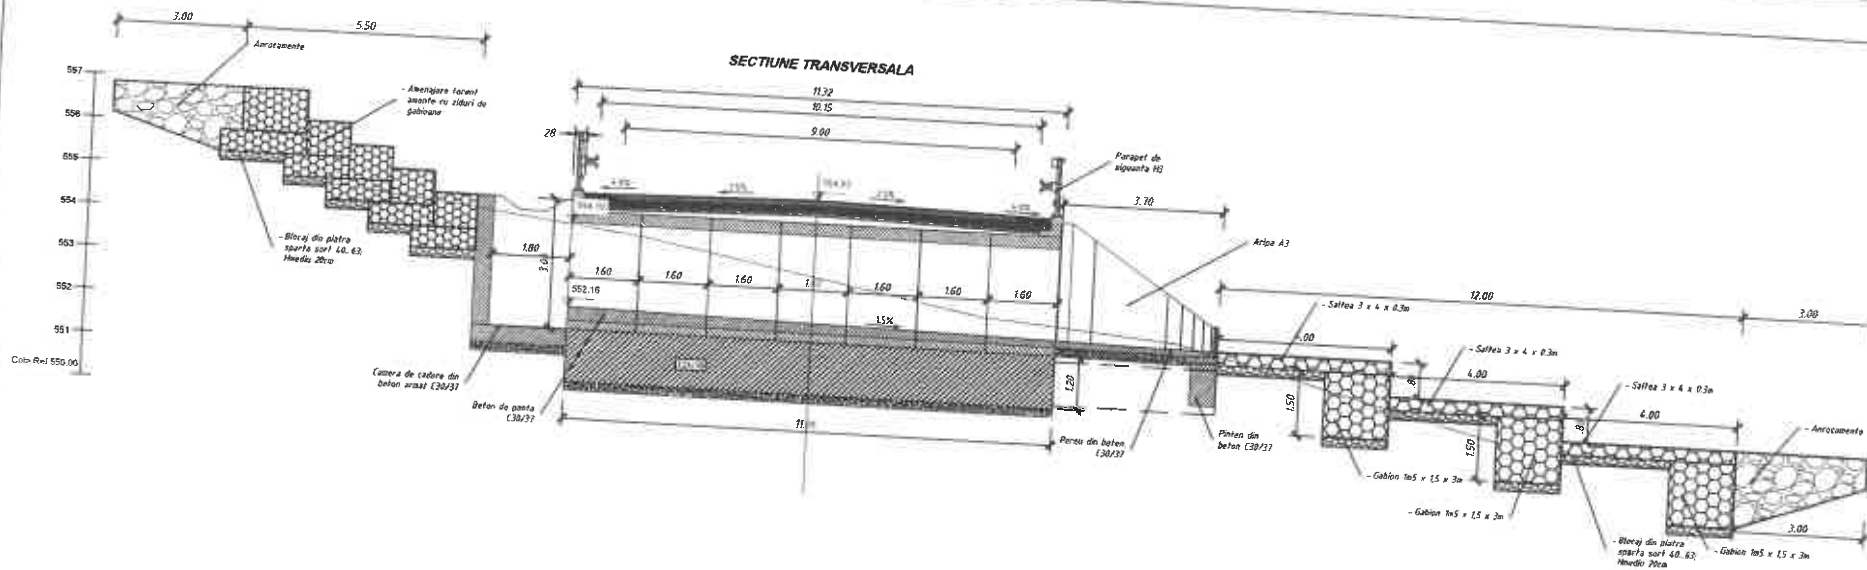 3.00
5.50
Anrocamente
SECTIUNE TRANSVERSALA
557
556
555
554
553
552
551
- Amenajare torent
amonte cu ziduri de
gabioane
11.32
10.15
9.00
28
Parapet de
siguranta H3
2.5%
3.70
- Blocaj din piatra
sparta sort 40..63;
Hmediu 20cm
1.80
Aripa A3
1.60
1.60
1.60
1.60
1.60
1.60
552.16
1.5%
12.00
3.00
- Saltea 3 x 4 x 0.3m
- Saltea 3 x 4 x 0.3m
- Saltea 3 x 4 x 0.3m
4.00
4.00
Camera de cadere din
beton armat C30/37
Beton de panta
C30/37
1.20
1.50
1.50
Pereu din beton
C30/37
Pinten din
beton C30/37
- Anrocamente
- Gabion 1m5 x 1,5 x 3m
- Gabion 1m5 x 1,5 x 3m
- Gabion 1m5 x 1,5 x 3m
- Blocaj din piatra
sparta sort 40..63;
Hmediu 20cm
3.00